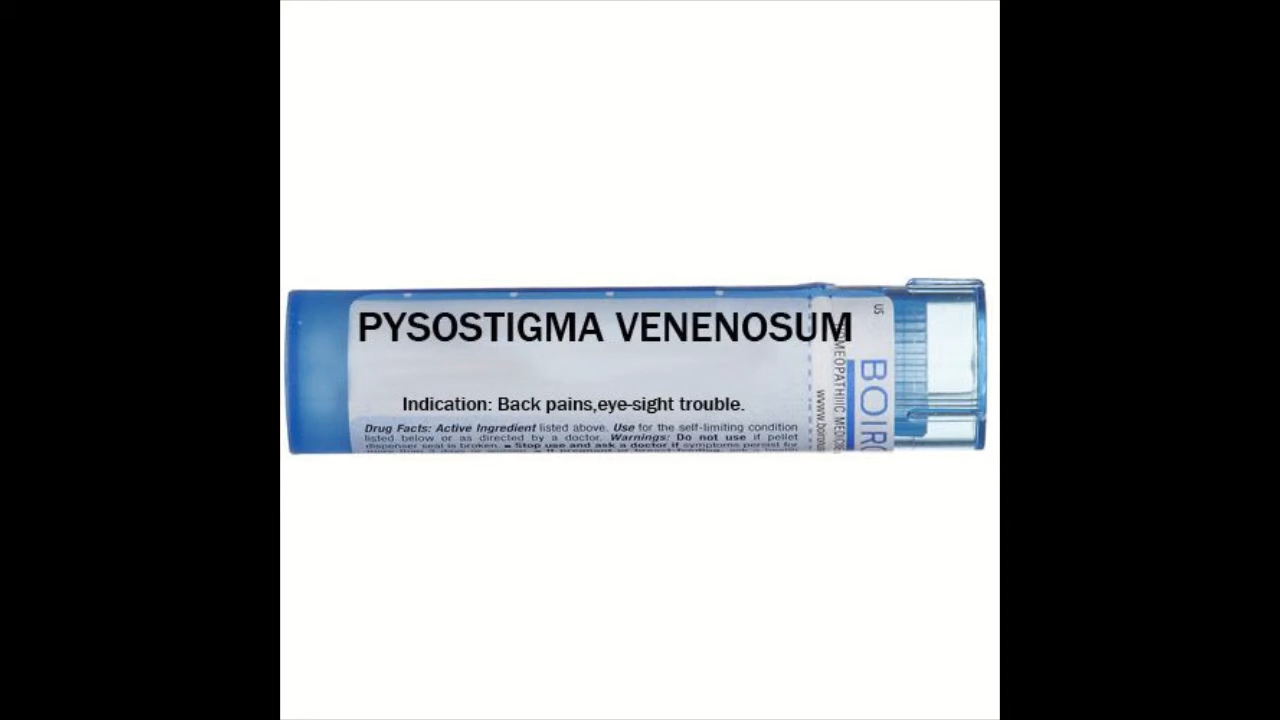 PYSOSTIGMA VENENOSUM
Indication: Back pains,eye-sight trouble.
Drug Facts: Active Ingredient listed above. Use for the self-limiting condition
listed below or as directed by a doctor. Warnings: Do not use if pellet
dispenser seal is broken. ▪ Stop use and ask a doctor if symptoms persist for
US
BOIRO